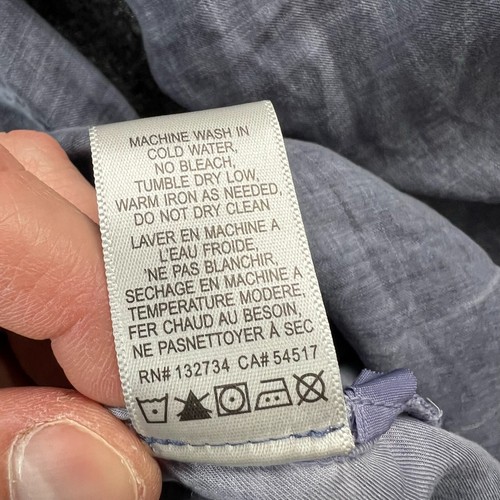 MACHINE WASH IN
COLD WATER,
NO BLEACH,
TUMBLE DRY LOW,
WARM IRON AS NEEDED,
DO NOT DRY CLEAN
LAVER EN MACHINE A
L'EAU FROIDE,
'NE PAS BLANCHIR,
SECHAGE EN MACHINE A
TEMPERATURE MODERE,
FER CHAUD AU BESOIN,
NE PASNETTOYER À SEC
RN# 132734 CA# 54517